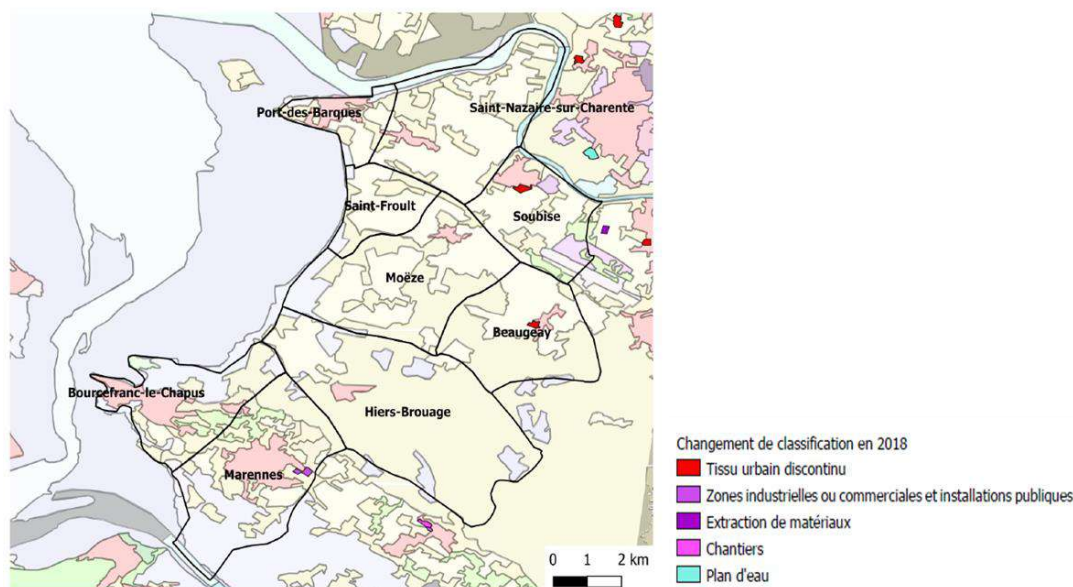 Port-des-Barques
Saint-Nazaire-sur-Charente
Saint-Froult
Soubise
Moëze
Beaugeay
Bourcefranc-le-Chapus
Hiers-Brouage
Marennes
0 1 2 km
Changement de classification en 2018
Tissu urbain discontinu
Zones industrielles ou commerciales et installations publiques
Extraction de matériaux
Chantiers
Plan d'eau